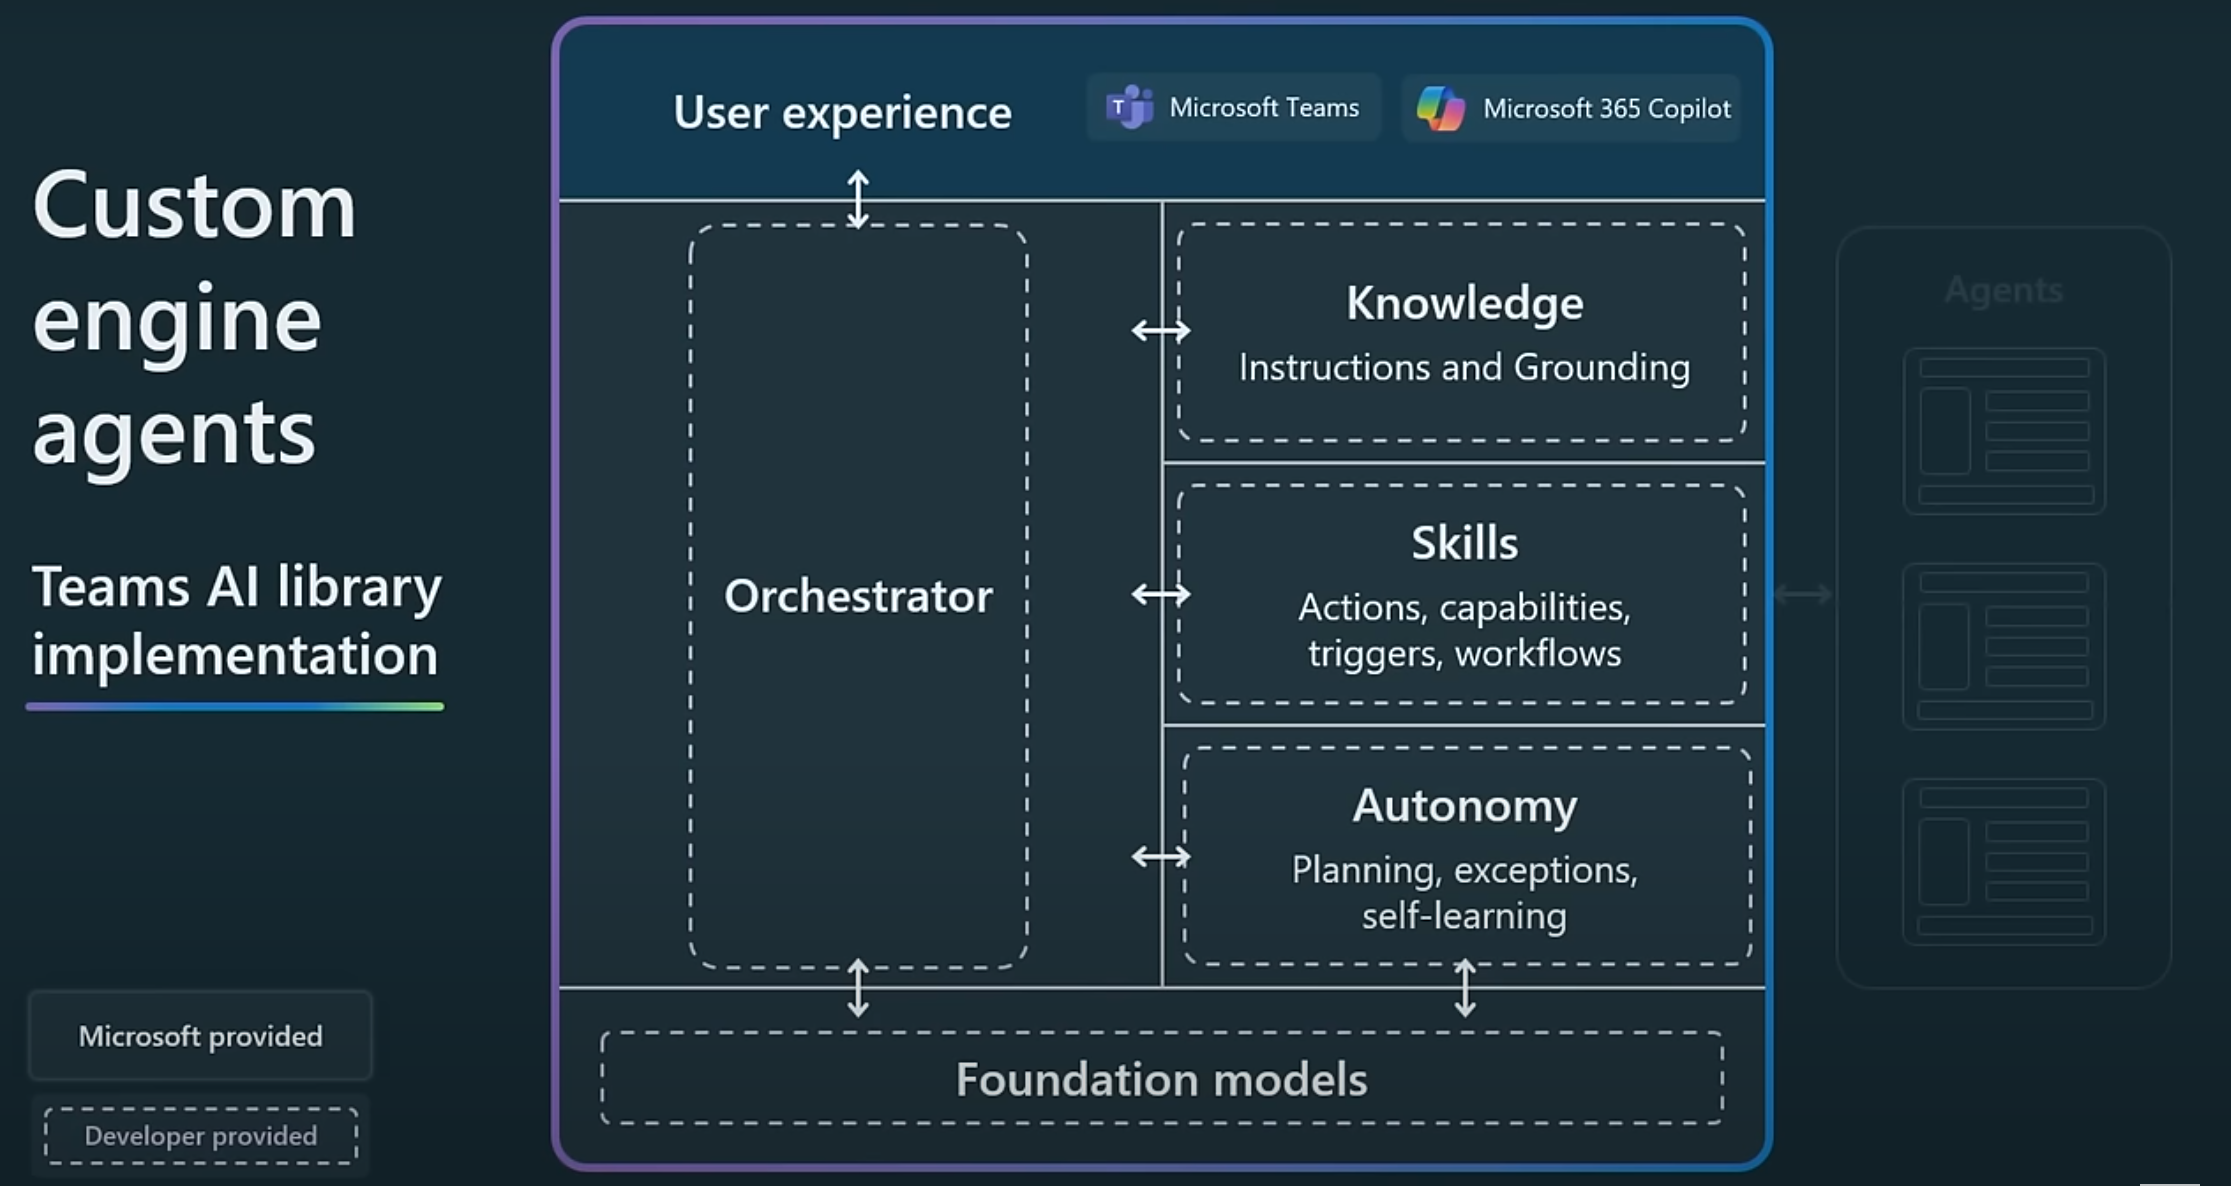 Custom
engine
agents
Teams AI library
implementation
Microsoft provided
Developer provided
User experience
T
Microsoft Teams
Microsoft 365 Copilot
Orchestrator
Knowledge
Instructions and Grounding
Skills
Actions, capabilities,
triggers, workflows
Autonomy
Planning, exceptions,
self-learning
Foundation models
Agents